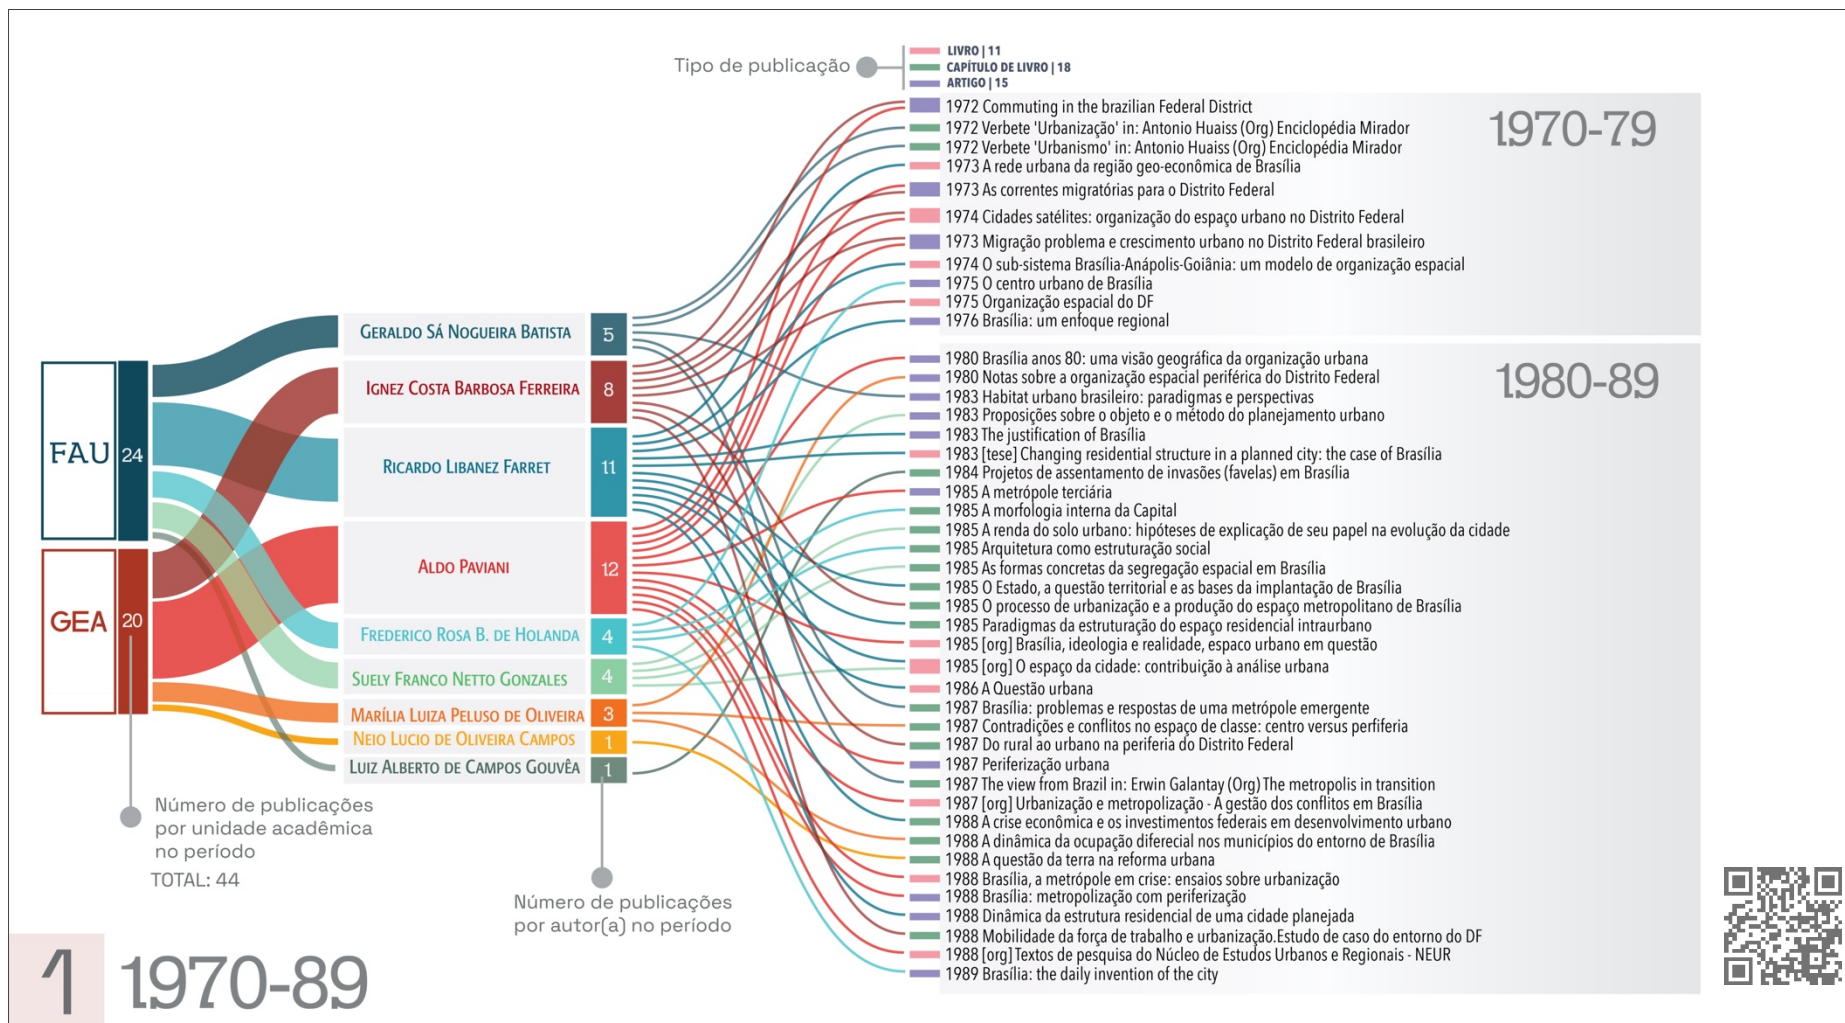 Tipo de publicação
LIVRO | 11
CAPÍTULO DE LIVRO | 18
ARTIGO | 15
1970-79
1972 Commuting in the brazilian Federal District
1972 Verbete 'Urbanização' in: Antonio Huaiss (Org) Enciclopédia Mirador
1972 Verbete 'Urbanismo' in: Antonio Huaiss (Org) Enciclopédia Mirador
1973 A rede urbana da região geo-econômica de Brasília
1973 As correntes migratórias para o Distrito Federal
1974 Cidades satélites: organização do espaço urbano no Distrito Federal
1973 Migração problema e crescimento urbano no Distrito Federal brasileiro
1974 O sub-sistema Brasília-Anápolis-Goiânia: um modelo de organização espacial
1975 O centro urbano de Brasília
1975 Organização espacial do DF
1976 Brasília: um enfoque regional
1980-89
1980 Brasília anos 80: uma visão geográfica da organização urbana
1980 Notas sobre a organização espacial periférica do Distrito Federal
1983 Habitat urbano brasileiro: paradigmas e perspectivas
1983 Proposições sobre o objeto e o método do planejamento urbano
1983 The justification of Brasília
1983 [tese] Changing residential structure in a planned city: the case of Brasília
1984 Projetos de assentamento de invasões (favelas) em Brasília
1985 A metrópole terciária
1985 A morfologia interna da Capital
1985 A renda do solo urbano: hipóteses de explicação de seu papel na evolução da cidade
1985 Arquitetura como estruturação social
1985 As formas concretas da segregação espacial em Brasília
1985 O Estado, a questão territorial e as bases da implantação de Brasília
1985 O processo de urbanização e a produção do espaço metropolitano de Brasília
1985 Paradigmas da estruturação do espaço residencial intraurbano
1985 [org] Brasília, ideologia e realidade, espaco urbano em questão
1985 [org] O espaço da cidade: contribuição à análise urbana
1986 A Questão urbana
1987 Brasília: problemas e respostas de uma metrópole emergente
1987 Contradições e conflitos no espaço de classe: centro versus perfiferia
1987 Do rural ao urbano na periferia do Distrito Federal
1987 Periferização urbana
1987 The view from Brazil in: Erwin Galantay (Org) The metropolis in transition
1987 [org] Urbanização e metropolização - A gestão dos conflitos em Brasília
1988 A crise econômica e os investimentos federais em desenvolvimento urbano
1988 A dinâmica da ocupação diferecial nos municípios do entorno de Brasília
1988 A questão da terra na reforma urbana
1988 Brasília, a metrópole em crise: ensaios sobre urbanização
1988 Brasília: metropolização com periferização
1988 Dinâmica da estrutura residencial de uma cidade planejada
1988 Mobilidade da força de trabalho e urbanização.Estudo de caso do entorno do DF
1988 [org] Textos de pesquisa do Núcleo de Estudos Urbanos e Regionais - NEUR
1989 Brasília: the daily invention of the city
FAU 24
GEA 20
GERALDO SÁ NOGUEIRA BATISTA 5
IGNEZ COSTA BARBOSA FERREIRA 8
RICARDO LIBANEZ FARRET 11
ALDO PAVIANI 12
FREDERICO ROSA B. DE HOLANDA 4
SUELY FRANCO NETTO GONZALES 4
MARÍLIA LUIZA PELUSO DE OLIVEIRA 3
NEIO LUCIO DE OLIVEIRA CAMPOS 1
LUIZ ALBERTO DE CAMPOS GOUVÊA 1
Número de publicações
por unidade acadêmica
no período
TOTAL: 44
Número de publicações
por autor(a) no período
1 1970-89